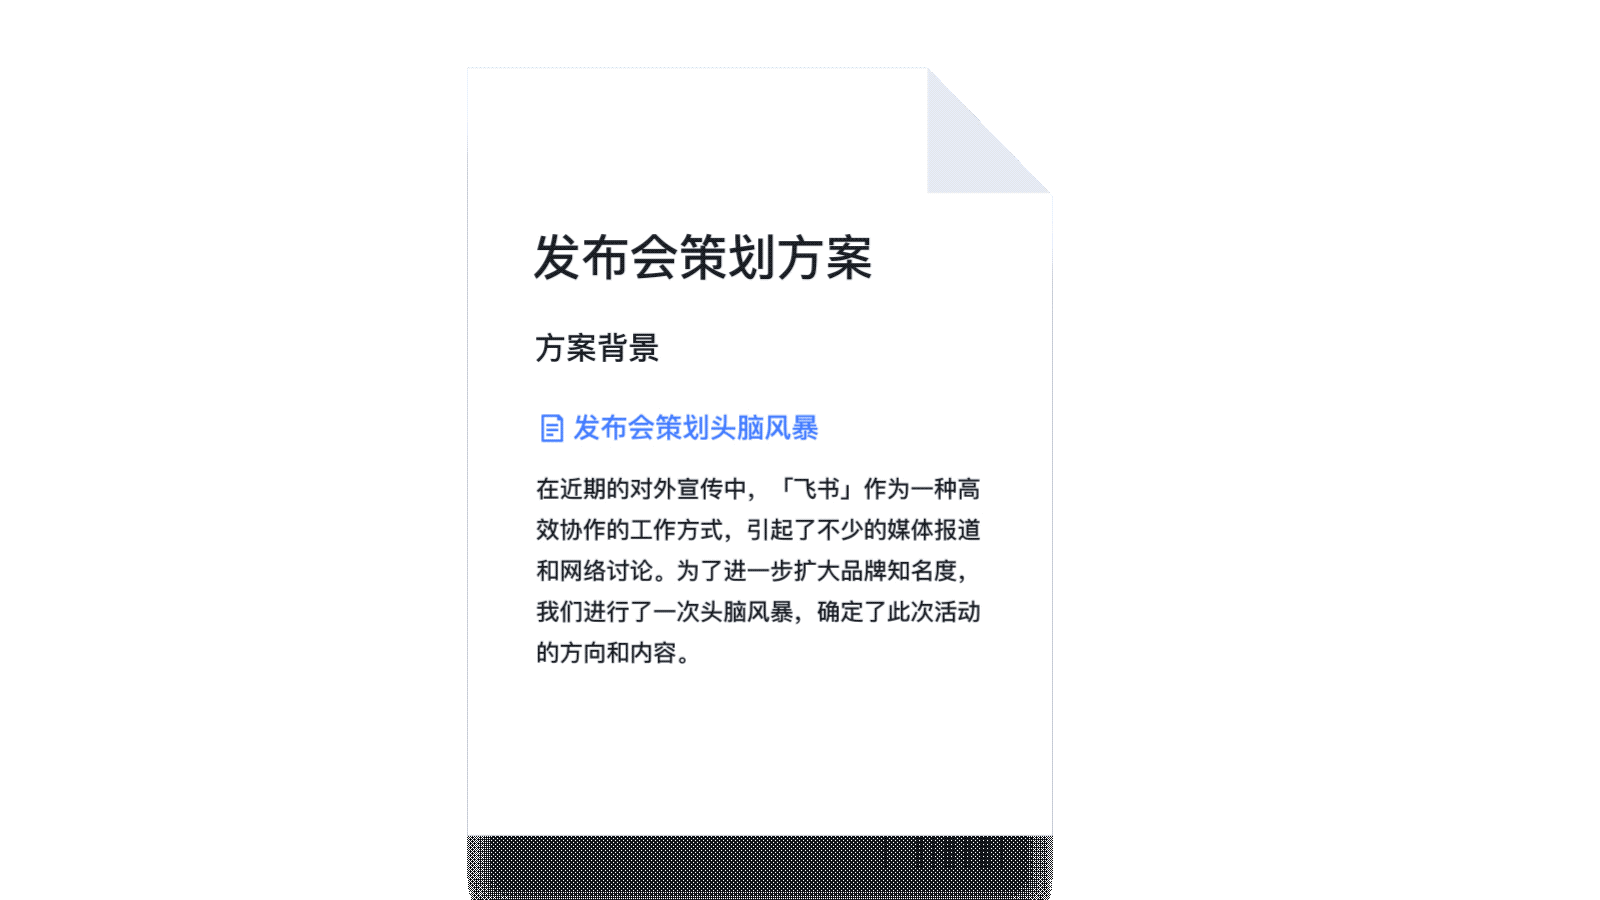 发布会策划方案
方案背景
发布会策划头脑风暴
在近期的对外宣传中，「飞书」作为一种高
效协作的工作方式，引起了不少的媒体报道
和网络讨论。为了进一步扩大品牌知名度，
我们进行了一次头脑风暴，确定了此次活动
的方向和内容。